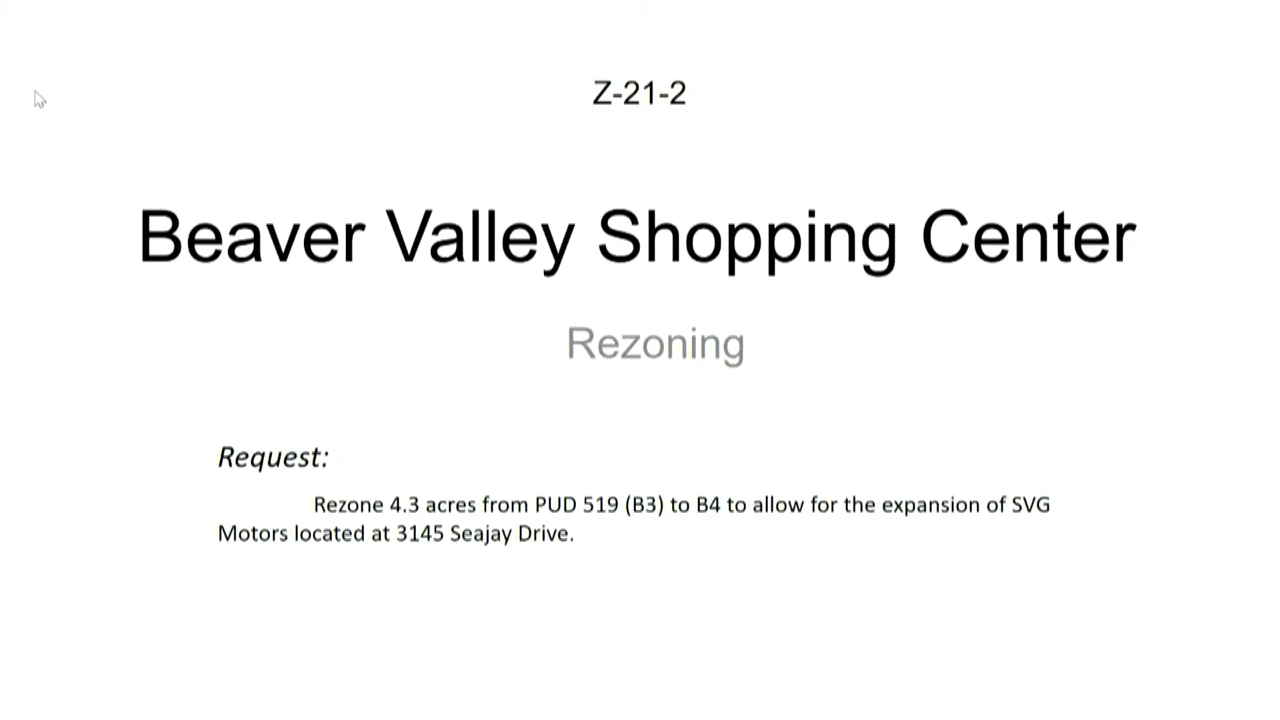 Z-21-2
Beaver Valley Shopping Center
Rezoning
Request:
Rezone 4.3 acres from PUD 519 (B3) to B4 to allow for the expansion of SVG
Motors located at 3145 Seajay Drive.